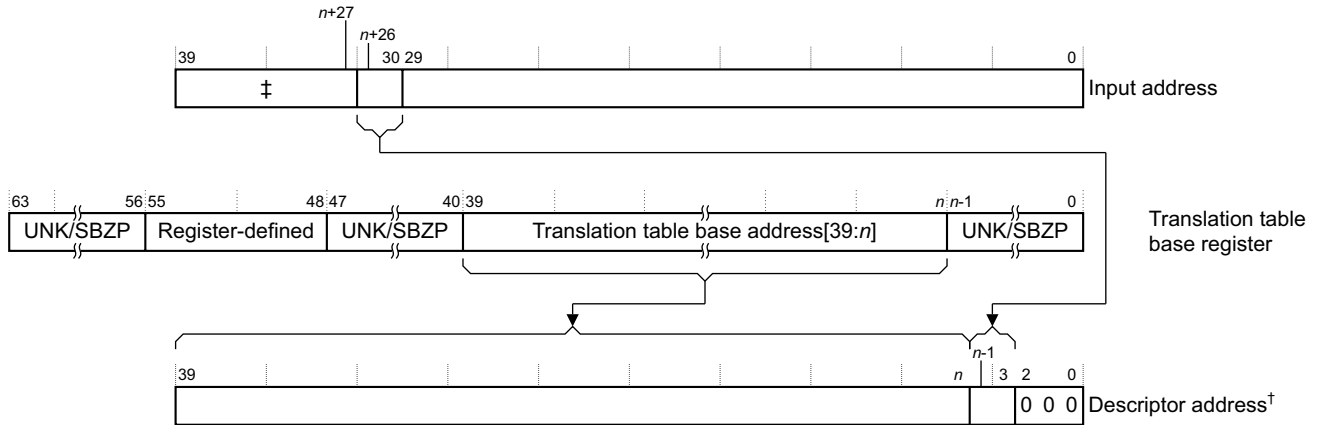 n+27
n+26
39 30 29 0
‡ Input address
63 56 55 48 47 40 39 n n-1 0
UNK/SBZP Register-defined UNK/SBZP Translation table base address[39:n] UNK/SBZP
Translation table
base register
n-1
39 n 3 2 0
0 0 0 Descriptor address†